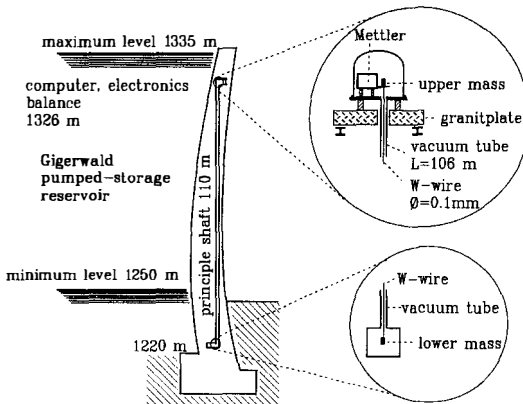 maximum level 1335 m
computer, electronics
balance
1326 m
Gigerwald
pumped-storage
reservoir
principle shaft 110 m
minimum level 1250 m
1220 m
Mettler
upper mass
granitplate
vacuum tube
L=106 m
W-wire
Ø=0.1mm
W-wire
vacuum tube
lower mass